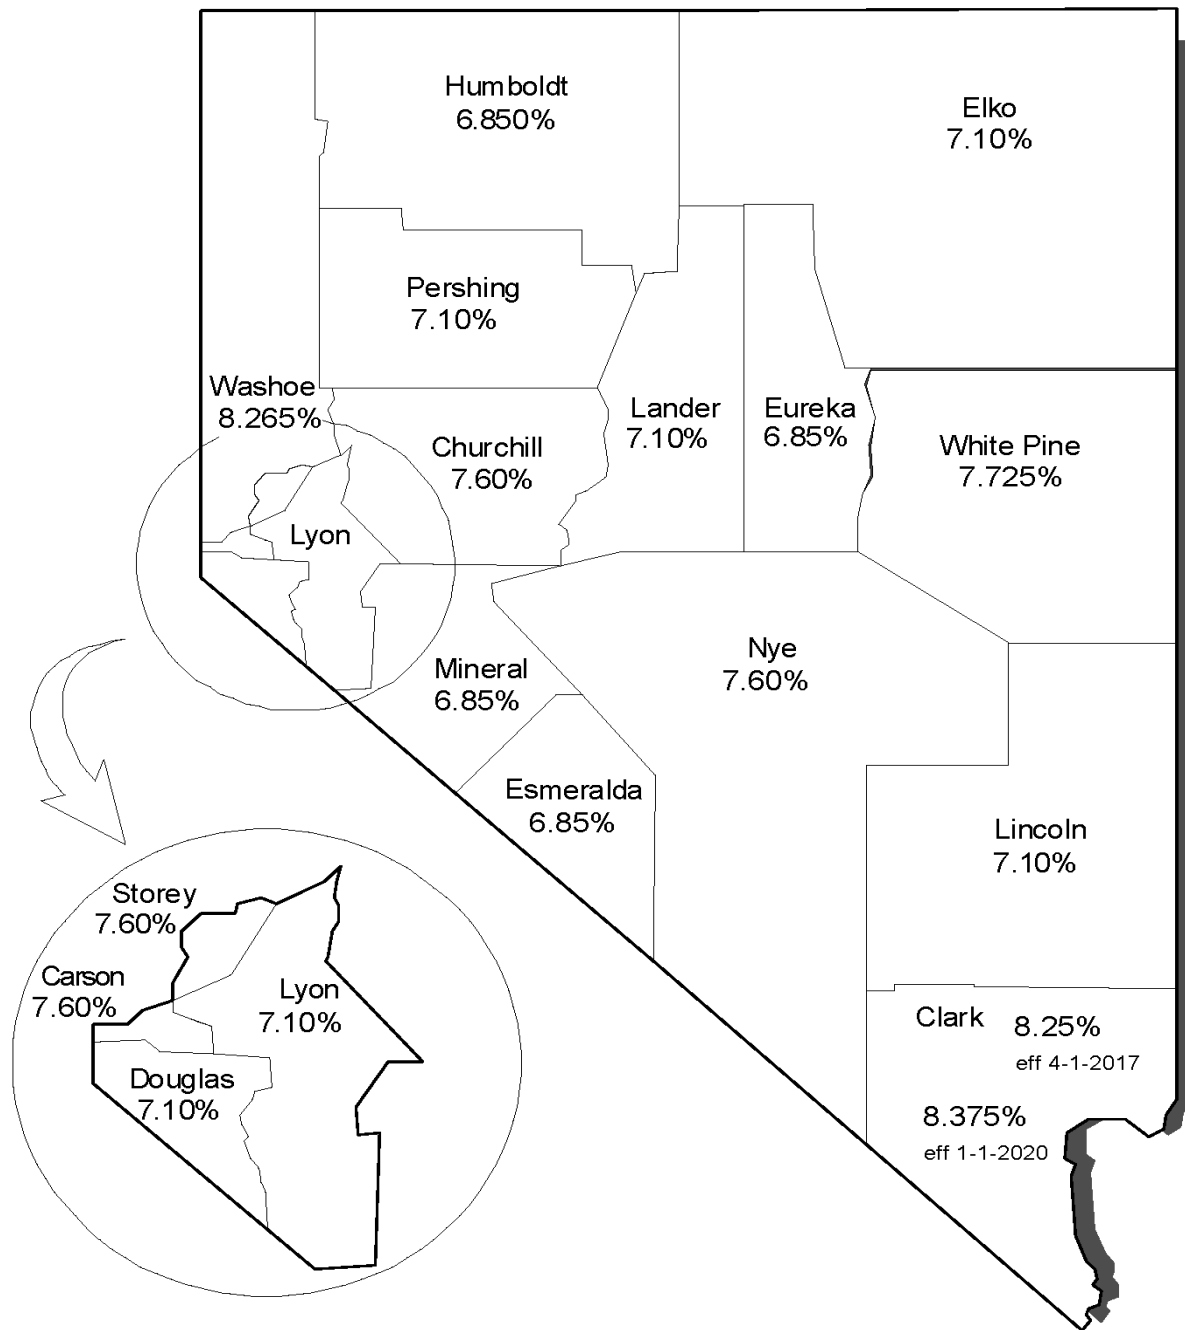 Humboldt
6.850%
Elko
7.10%
Pershing
7.10%
Washoe
8.265%
Churchill
7.60%
Lander
7.10%
Eureka
6.85%
White Pine
7.725%
Lyon
Mineral
6.85%
Nye
7.60%
Esmeralda
6.85%
Lincoln
7.10%
Storey
7.60%
Carson
7.60%
Lyon
7.10%
Douglas
7.10%
Clark 8.25%
eff 4-1-2017
8.375%
eff 1-1-2020